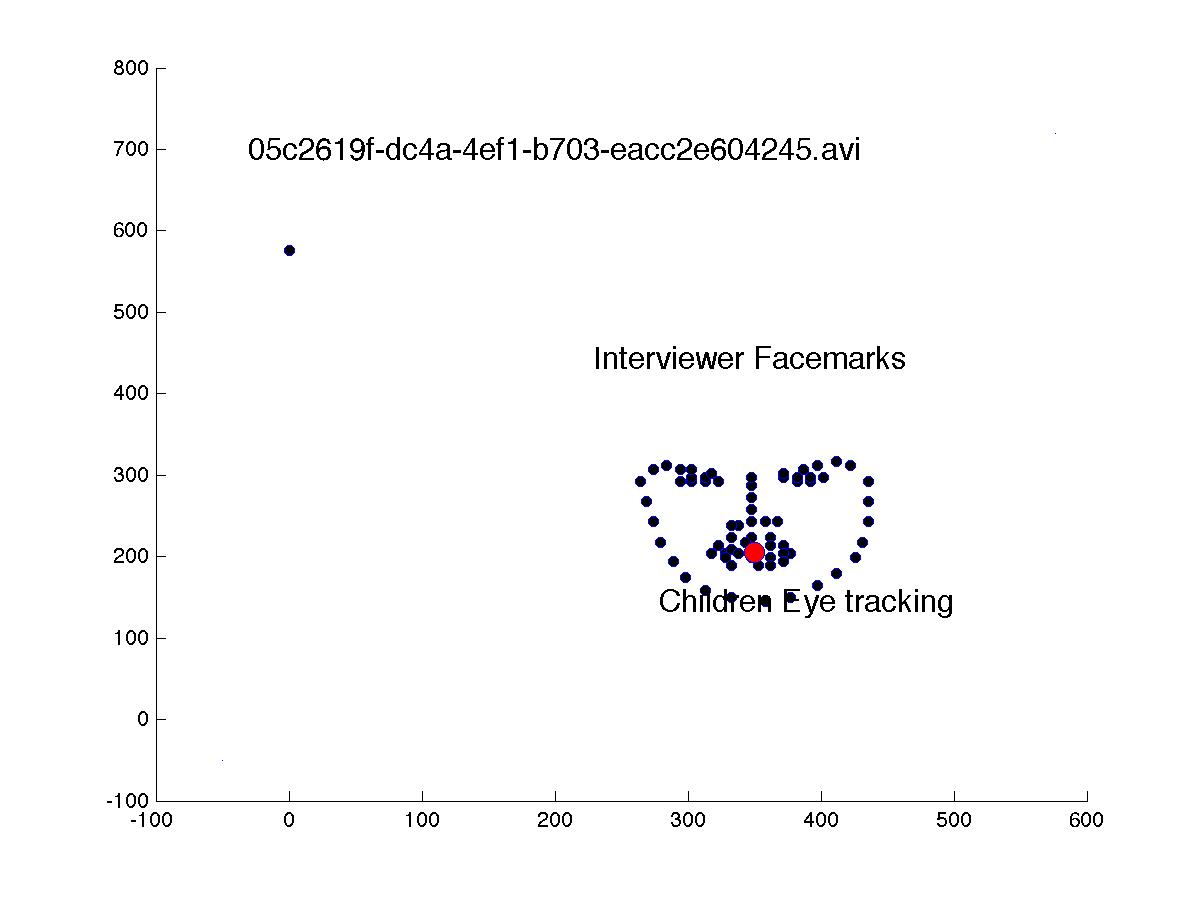 800
700
05c2619f-dc4a-4ef1-b703-eacc2e604245.avi
600
500
Interviewer Facemarks
400
300
200
Children Eye tracking
100
0
-100
-100 0 100 200 300 400 500 600